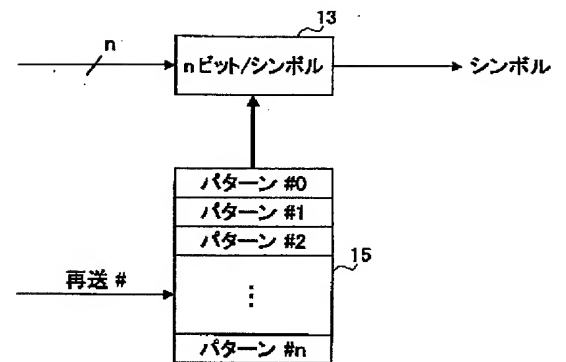 13
n
nビット/シンボル
シンボル
パターン #0
パターン #1
パターン #2
15
再送 #
⋮
パターン #n